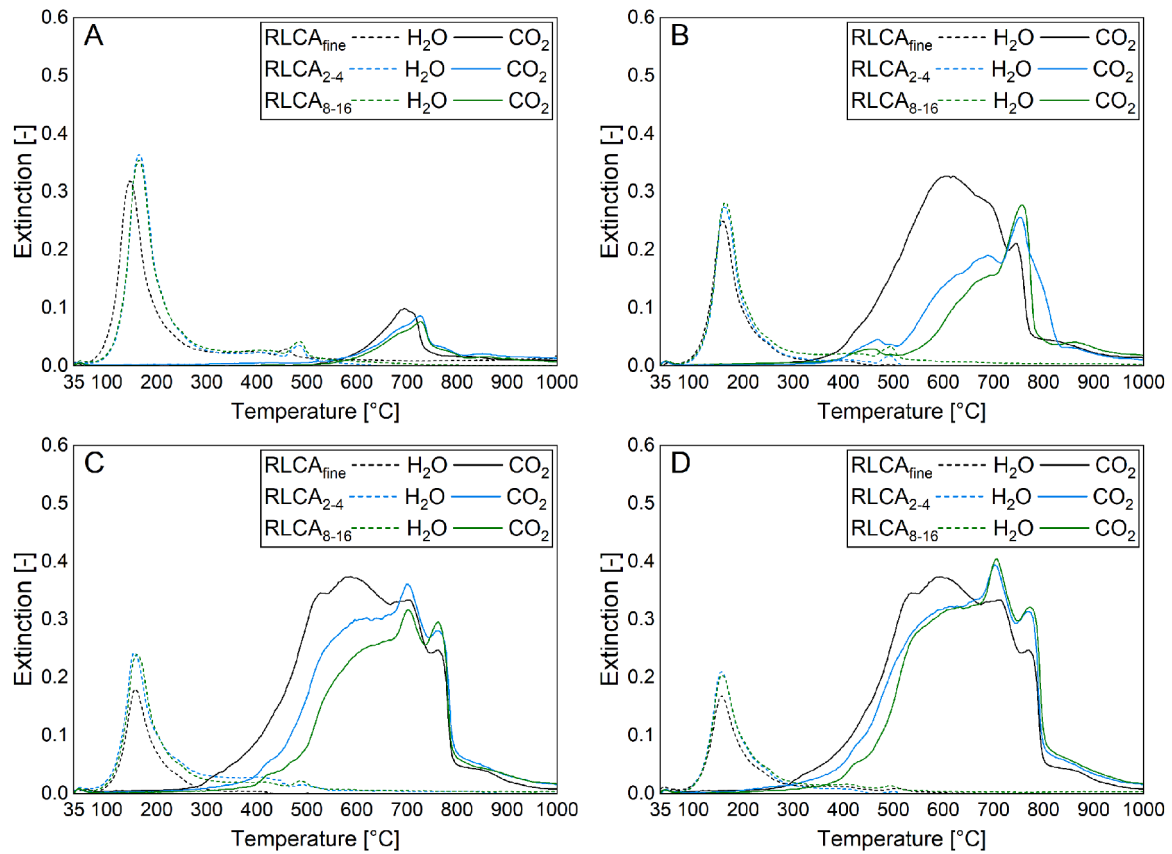 A
RLCAfine H2O CO2
RLCA2-4 H2O CO2
RLCA8-16 H2O CO2
Extinction [-]
0.6
0.5
0.4
0.3
0.2
0.1
0.0
35 100 200 300 400 500 600 700 800 900 1000
Temperature [°C]
B
RLCAfine H2O CO2
RLCA2-4 H2O CO2
RLCA8-16 H2O CO2
Extinction [-]
0.6
0.5
0.4
0.3
0.2
0.1
0.0
35 100 200 300 400 500 600 700 800 900 1000
Temperature [°C]
C
RLCAfine H2O CO2
RLCA2-4 H2O CO2
RLCA8-16 H2O CO2
Extinction [-]
0.6
0.5
0.4
0.3
0.2
0.1
0.0
35 100 200 300 400 500 600 700 800 900 1000
Temperature [°C]
D
RLCAfine H2O CO2
RLCA2-4 H2O CO2
RLCA8-16 H2O CO2
Extinction [-]
0.6
0.5
0.4
0.3
0.2
0.1
0.0
35 100 200 300 400 500 600 700 800 900 1000
Temperature [°C]